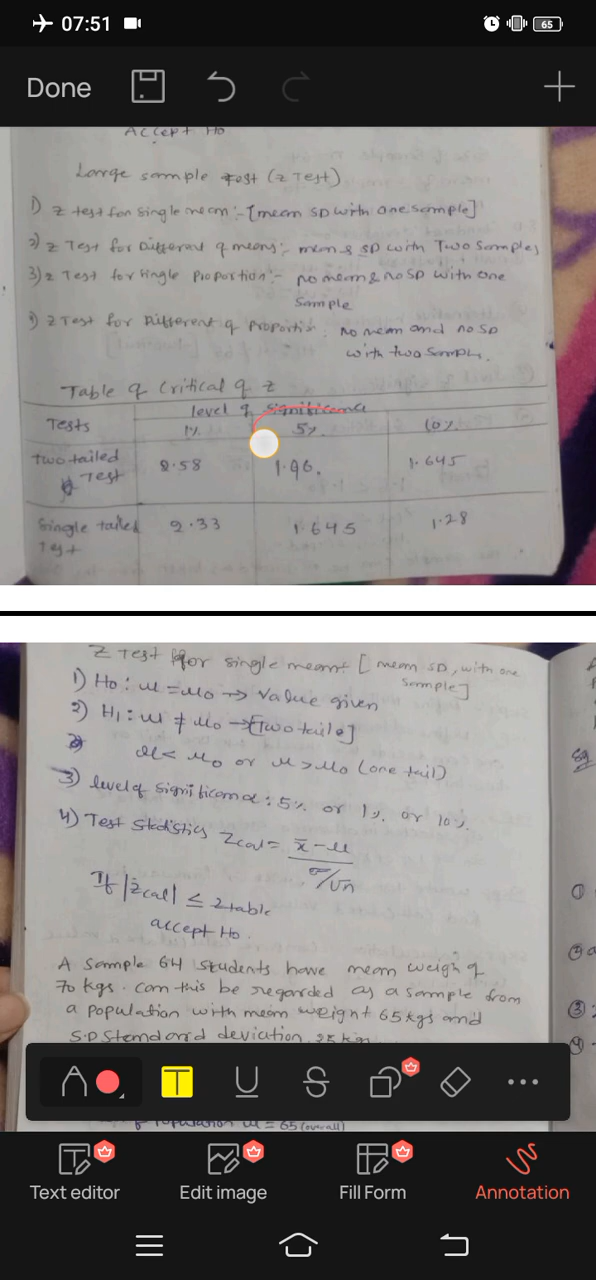 07:51
65
Done
Accept Ho
Large sample Test (z Test)
1) z test for single mean :- [mean SD with one sample]
2) z Test for Different of means :- mean & SD with Two Samples
3) z Test for single Proportion :- no mean & no SD with one
Sample
4) z Test for Different of Proportion : No mean and no SD
with two samples.
Table of Critical of z
Tests
level of significance
1% 5% 10%
Two tailed 2.58 1.96. 1.645
Test
Single tailed 2.33 1.645 1.28
Test
Z Test for single mean [mean SD, with one
sample]
1) Ho : u = uo → Value given
2) H1 : u ≠ uo → [Two taile]
u < uo or u > uo (one tail)
3) level of significance : 5% or 1% or 10%.
4) Test Statistics Zcal = x̄ - u
σ/√n
If |zcal| ≤ ztable
accept Ho.
A sample 64 students have mean weigh of
70 kgs. can this be regarded as a sample from
a population with mean weight 65 kgs and
S.D Standard deviation
Population u = 65 (overall)
Text editor
Edit image
Fill Form
Annotation